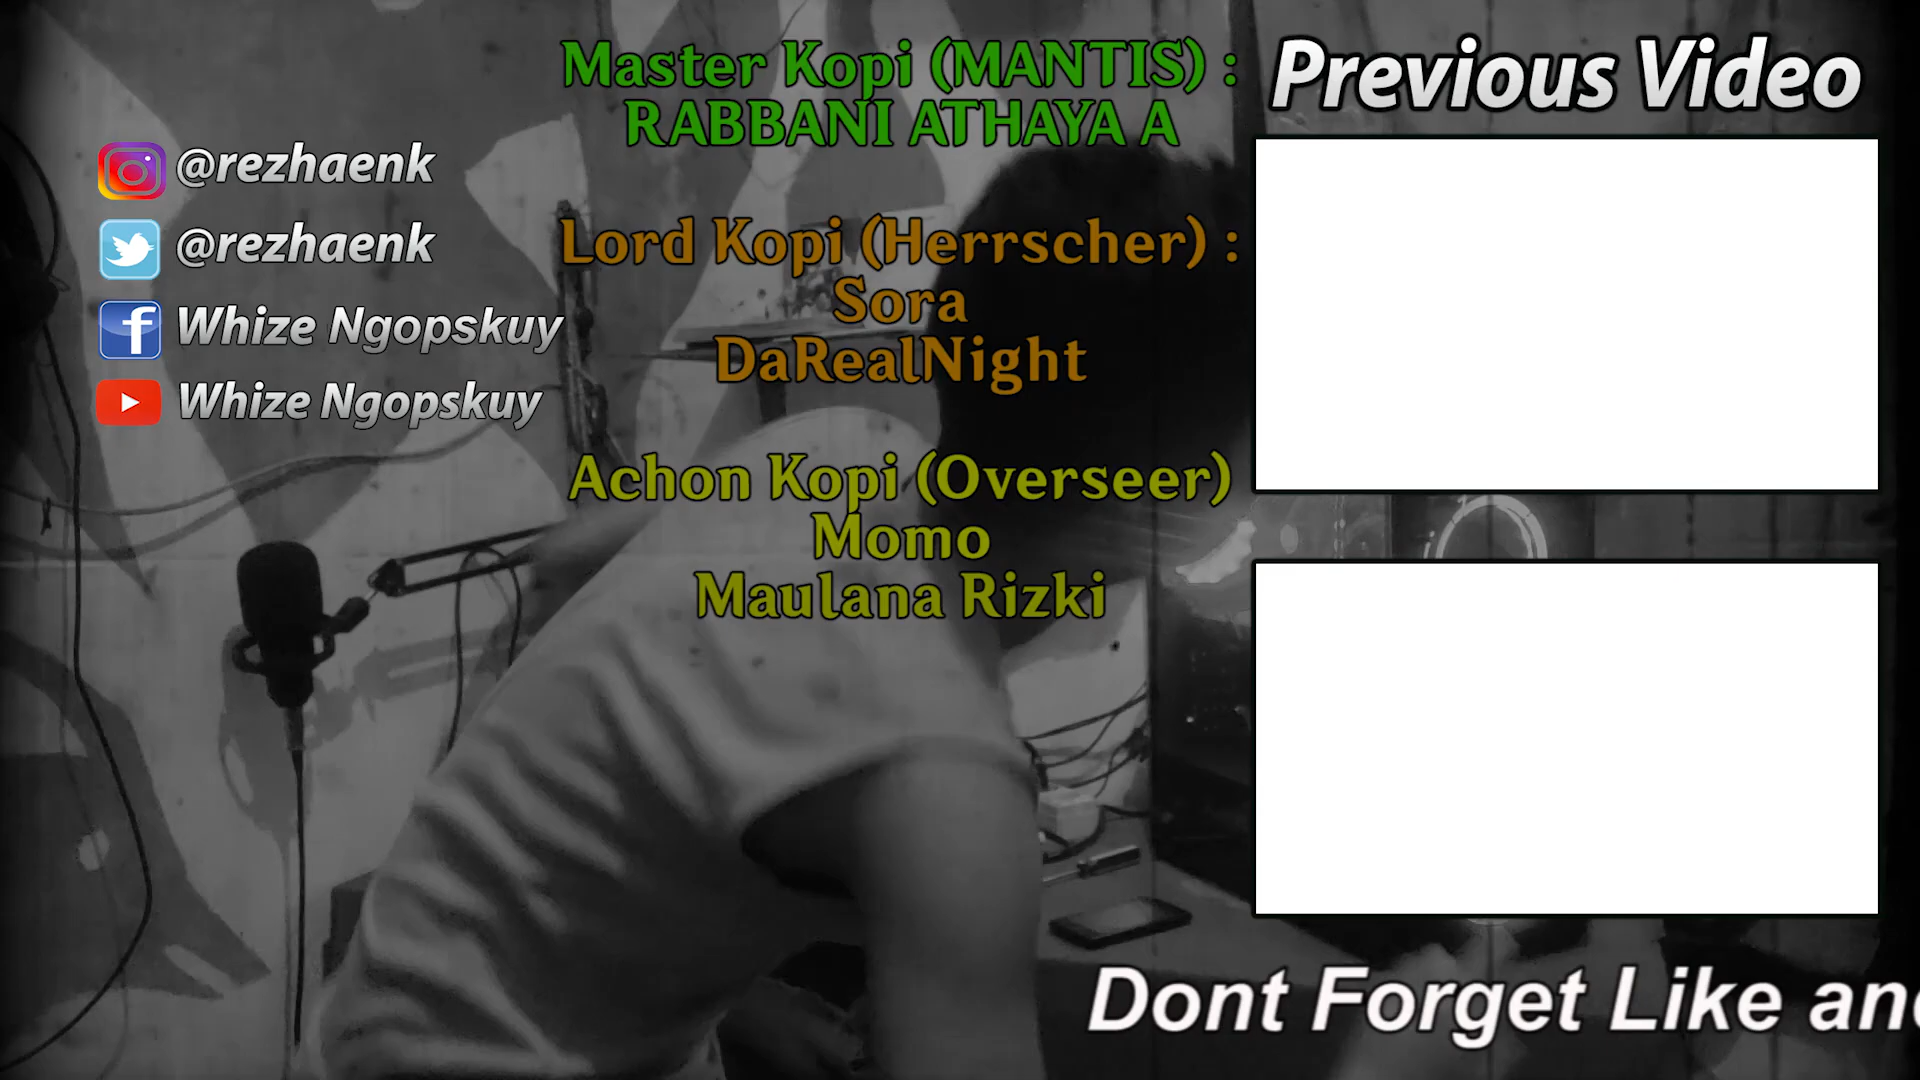 @rezhaenk
@rezhaenk
Whize Ngopskuy
Whize Ngopskuy
Master Kopi (MANTIS) :
RABBANI ATHAYA A
Lord Kopi (Herrscher) :
Sora
DaRealNight
Achon Kopi (Overseer)
Momo
Maulana Rizki
Previous Video
Dont Forget Like and